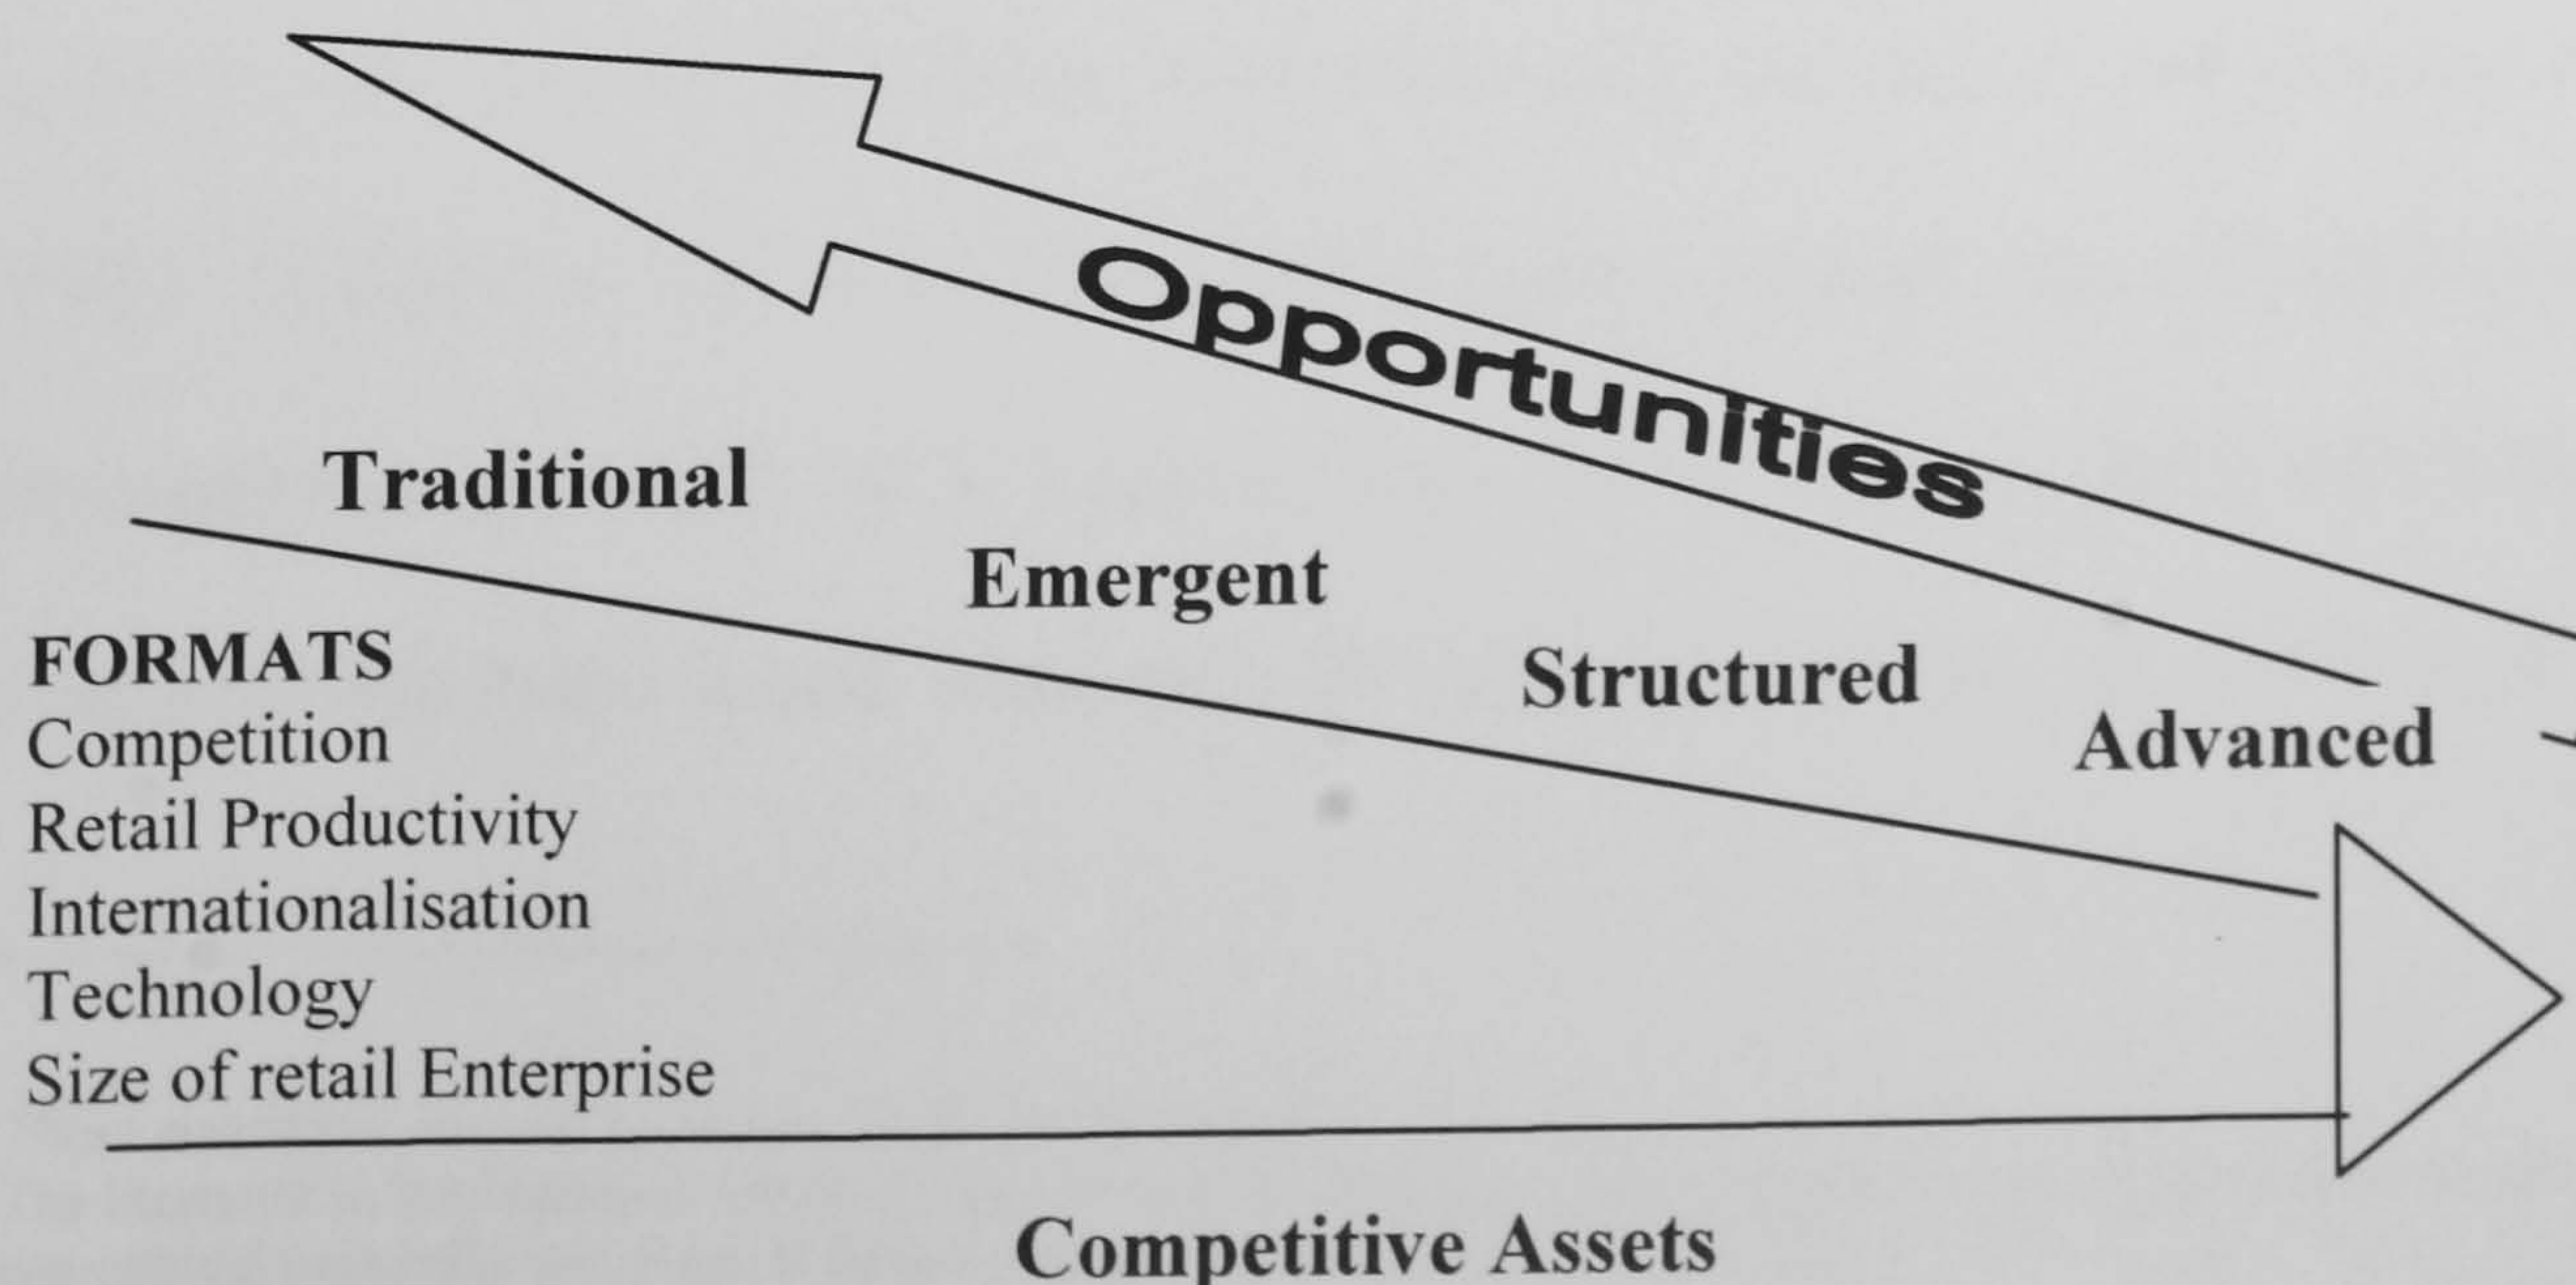 Opportunities
Traditional
Emergent
Structured
Advanced
FORMATS
Competition
Retail Productivity
Internationalisation
Technology
Size of retail Enterprise
Competitive Assets